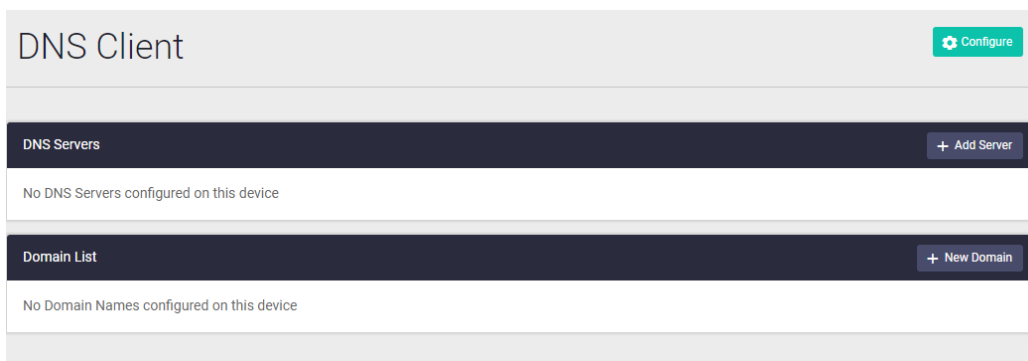 DNS Client
Configure
DNS Servers
+ Add Server
No DNS Servers configured on this device
Domain List
+ New Domain
No Domain Names configured on this device